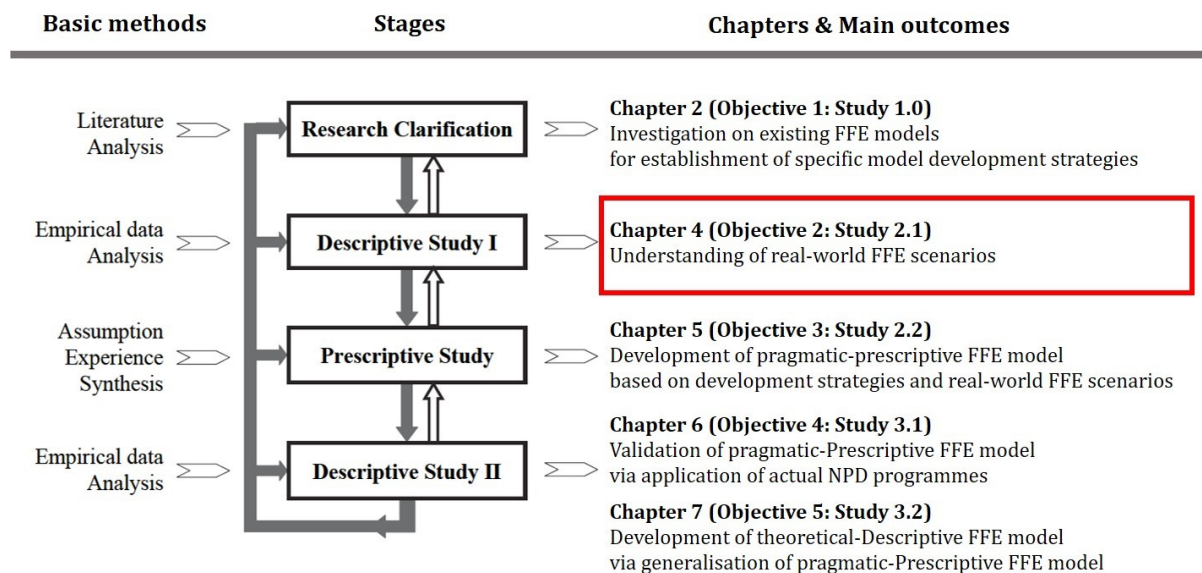 Basic methods
Stages
Chapters & Main outcomes
Literature
Analysis
Research Clarification
Chapter 2 (Objective 1: Study 1.0)
Investigation on existing FFE models
for establishment of specific model development strategies
Empirical data
Analysis
Descriptive Study I
Chapter 4 (Objective 2: Study 2.1)
Understanding of real-world FFE scenarios
Assumption
Experience
Synthesis
Prescriptive Study
Chapter 5 (Objective 3: Study 2.2)
Development of pragmatic-prescriptive FFE model
based on development strategies and real-world FFE scenarios
Empirical data
Analysis
Descriptive Study II
Chapter 6 (Objective 4: Study 3.1)
Validation of pragmatic-Prescriptive FFE model
via application of actual NPD programmes
Chapter 7 (Objective 5: Study 3.2)
Development of theoretical-Descriptive FFE model
via generalisation of pragmatic-Prescriptive FFE model